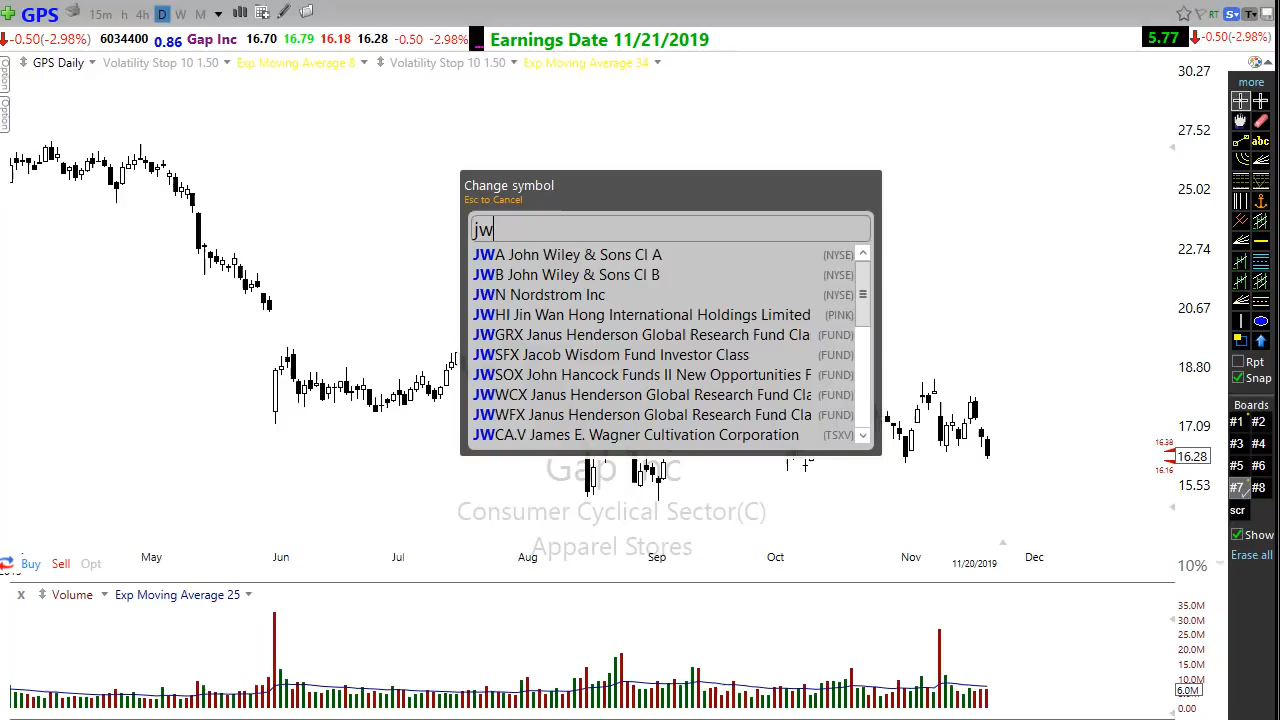 GPS 15m h 4h D W M RT S T
-0.50(-2.98%) 6034400 0.86 Gap Inc 16.70 16.79 16.18 16.28 -0.50 -2.98% Earnings Date 11/21/2019 5.77 -0.50(-2.98%)
GPS Daily Volatility Stop 10 1.50 Exp Moving Average 8 Volatility Stop 10 1.50 Exp Moving Average 34
Option
Option
30.27
27.52
25.02
22.74
20.67
18.80
17.09
16.38
16.28
16.16
15.53
10%
more
abc
Rpt
Snap
Boards
#1 #2
#3 #4
#5 #6
#7 #8
scr
Show
Erase all
Change symbol
Esc to Cancel
jw
JWA John Wiley & Sons Cl A (NYSE)
JWB John Wiley & Sons Cl B (NYSE)
JWN Nordstrom Inc (NYSE)
JWHI Jin Wan Hong International Holdings Limited (PINK)
JWGRX Janus Henderson Global Research Fund Cla (FUND)
JWSFX Jacob Wisdom Fund Investor Class (FUND)
JWSOX John Hancock Funds II New Opportunities F (FUND)
JWWCX Janus Henderson Global Research Fund Cla (FUND)
JWWFX Janus Henderson Global Research Fund Cla (FUND)
JWCA.V James E. Wagner Cultivation Corporation (TSXV)
Gap Inc
Consumer Cyclical Sector(C)
Apparel Stores
May Jun Jul Aug Sep Oct Nov 11/20/2019 Dec
Buy Sell Opt
x Volume Exp Moving Average 25
35.0M
30.0M
25.0M
20.0M
15.0M
10.0M
6.0M
0.00